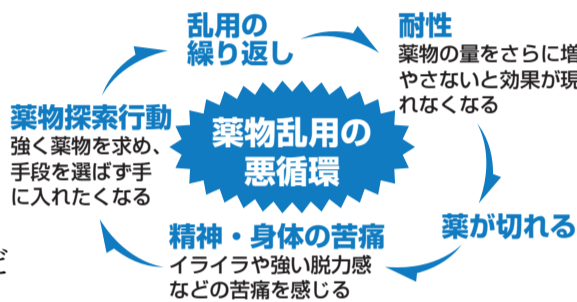 乱用の
繰り返し
耐性
薬物の量をさらに増
やさないと効果が現
れなくなる
薬が切れる
精神・身体の苦痛
イライラや強い脱力感
などの苦痛を感じる
薬物探索行動
強く薬物を求め、
手段を選ばず手
に入れたくなる
薬物乱用の
悪循環